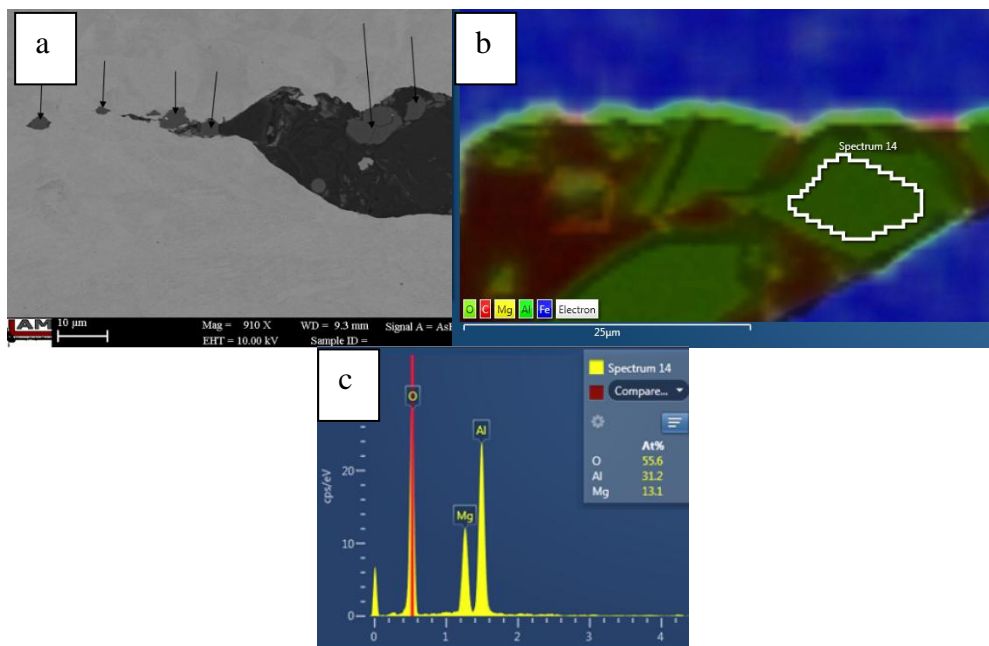 a
AM
10 µm
Mag = 910 X
WD = 9.3 mm
EHT = 10.00 kV
Sample ID =
b
Spectrum 14
O C Mg Al Fe Electron
25µm
c
O
Al
Mg
cps/eV
20
10
0
0 1 2 3 4
Spectrum 14
Compare...
At%
O 55.6
Al 31.2
Mg 13.1